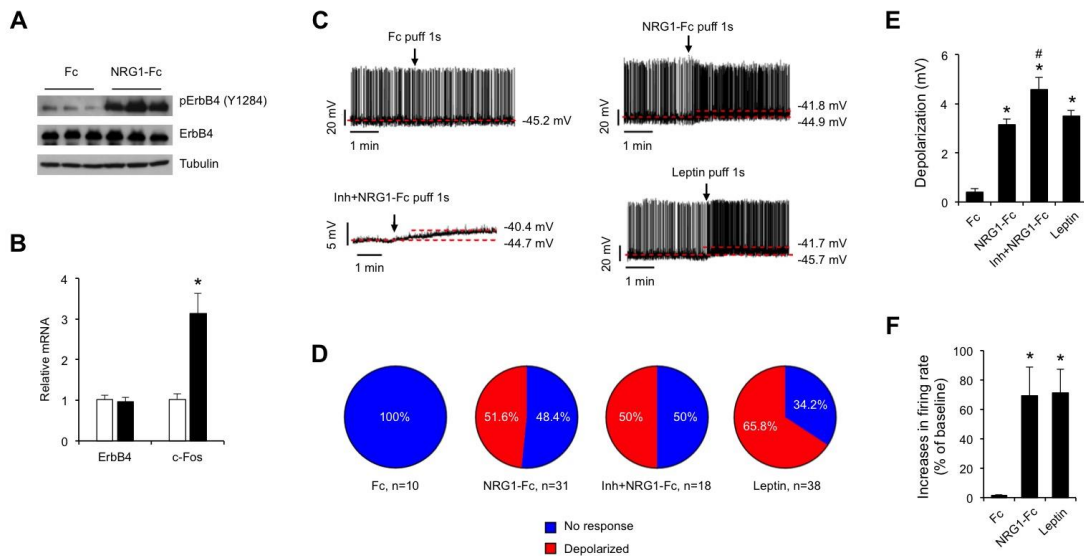 A
Fc
NRG1-Fc
pErbB4 (Y1284)
ErbB4
Tubulin
B
Relative mRNA
4
3
2
1
0
*
ErbB4
c-Fos
C
Fc puff 1s
20 mV
-45.2 mV
1 min
NRG1-Fc puff 1s
20 mV
-41.8 mV
-44.9 mV
1 min
Inh+NRG1-Fc puff 1s
5 mV
-40.4 mV
-44.7 mV
1 min
Leptin puff 1s
20 mV
-41.7 mV
-45.7 mV
1 min
D
100%
51.6%
48.4%
50%
50%
65.8%
34.2%
Fc, n=10
NRG1-Fc, n=31
Inh+NRG1-Fc, n=18
Leptin, n=38
No response
Depolarized
E
Depolarization (mV)
6
4
2
0
*
#
*
*
Fc
NRG1-Fc
Inh+NRG1-Fc
Leptin
F
Increases in firing rate
(% of baseline)
100
80
60
40
20
0
*
*
Fc
NRG1-Fc
Leptin